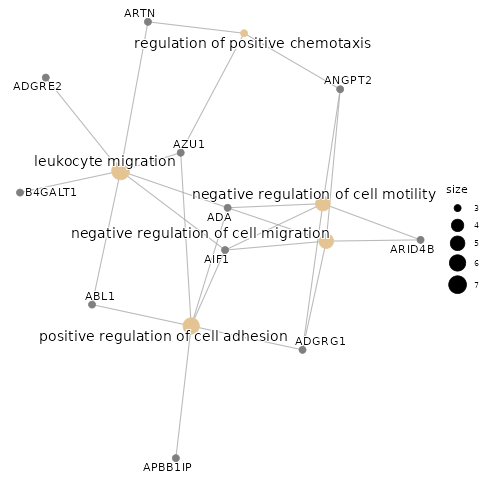 ARTN
regulation of positive chemotaxis
ADGRE2
ANGPT2
AZU1
leukocyte migration
B4GALT1
negative regulation of cell motility
ADA
negative regulation of cell migration
ARID4B
AIF1
ABL1
positive regulation of cell adhesion
ADGRG1
APBB1IP
size
3
4
5
6
7